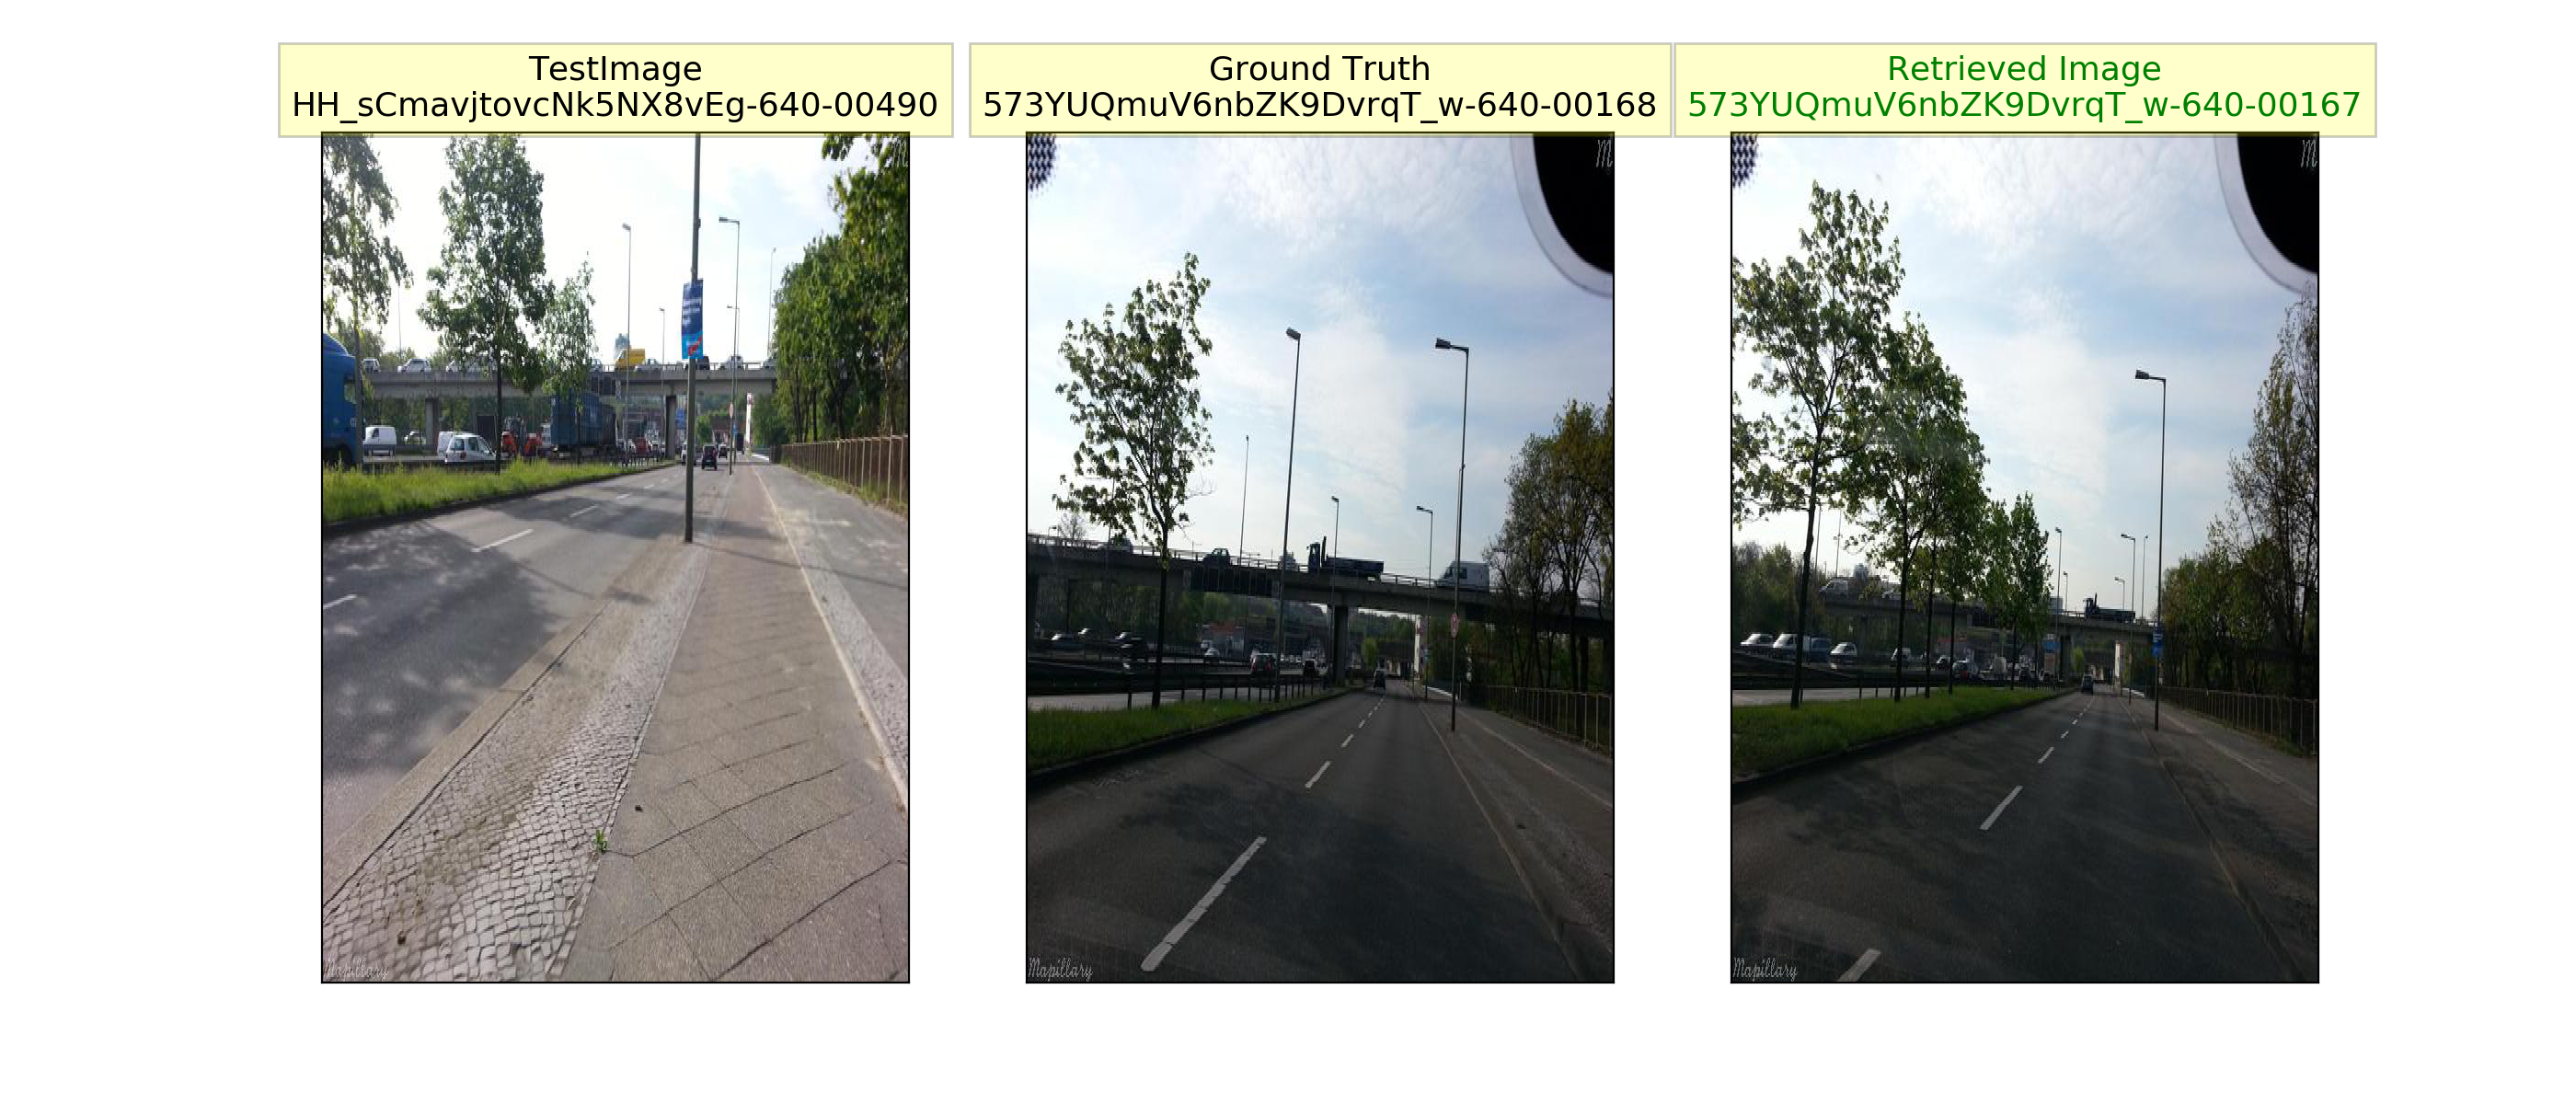 TestImage
HH_sCmavjtovcNk5NX8vEg-640-00490
Ground Truth
573YUQmuV6nbZK9DvrqT_w-640-00168
Retrieved Image
573YUQmuV6nbZK9DvrqT_w-640-00167
M
M
Mapillary
Mapillary
Mapillary